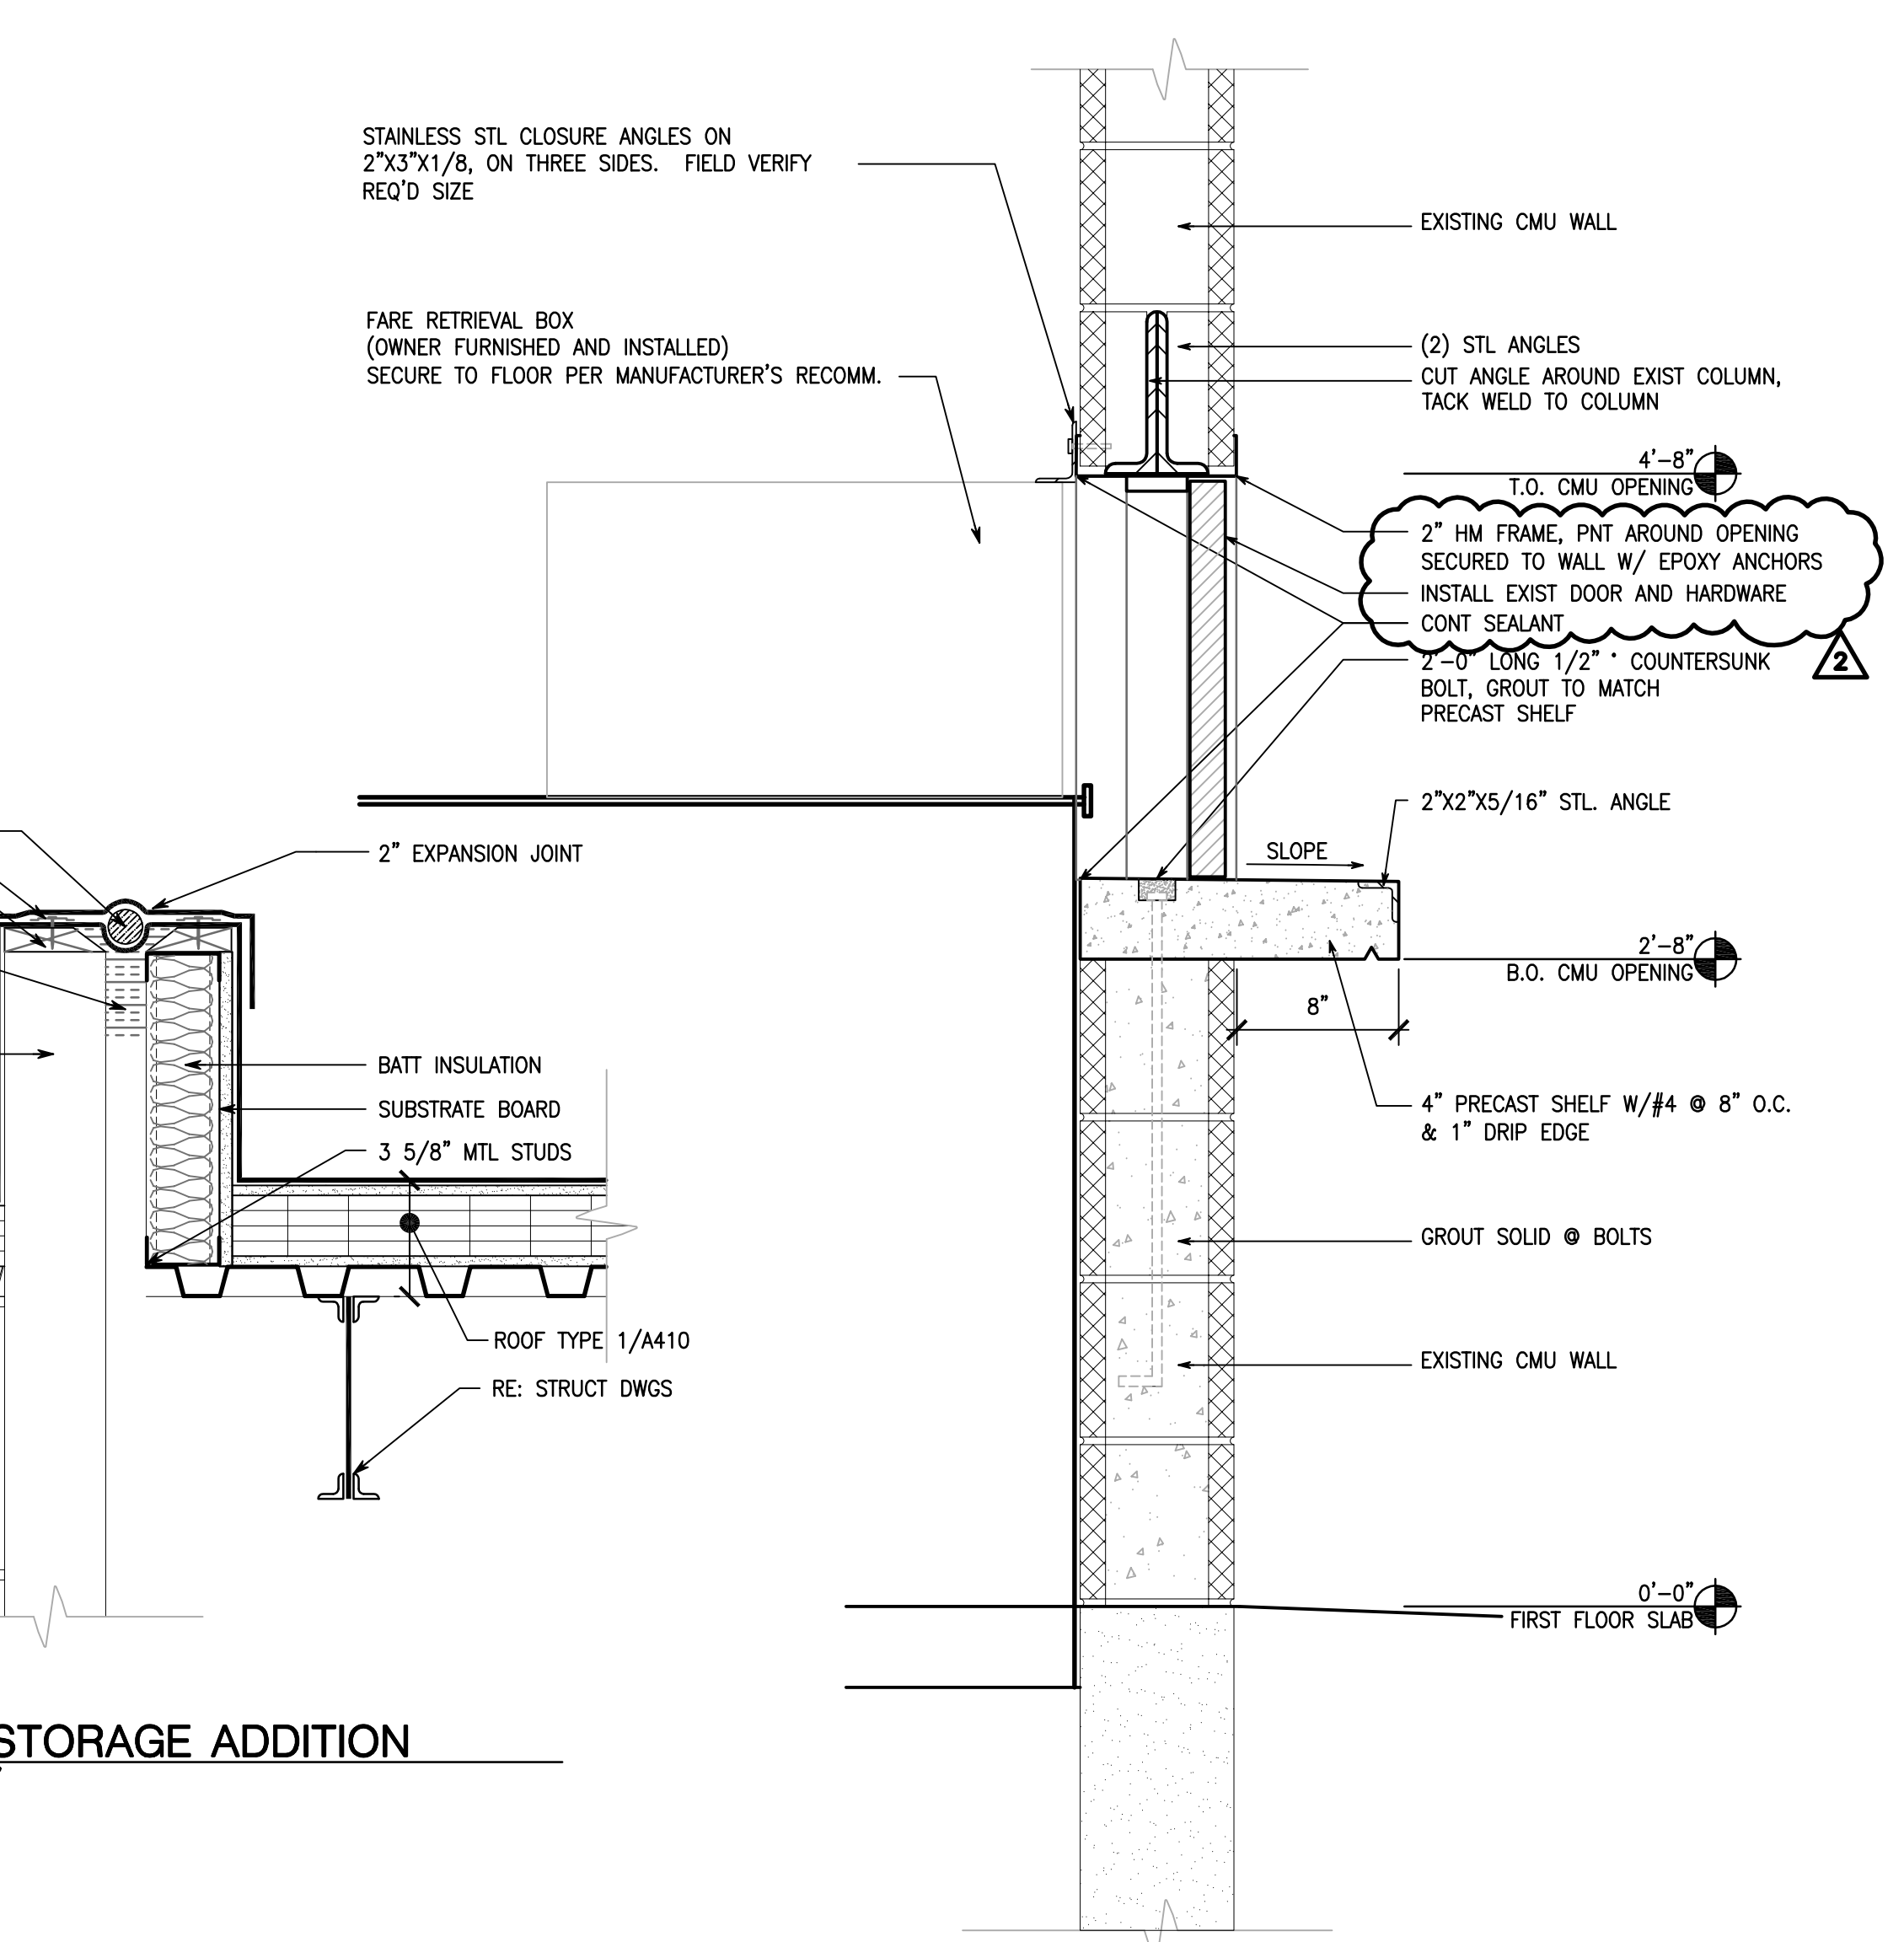 STAINLESS STL CLOSURE ANGLES ON
2"X3"X1/8, ON THREE SIDES. FIELD VERIFY
REQ'D SIZE
FARE RETRIEVAL BOX
(OWNER FURNISHED AND INSTALLED)
SECURE TO FLOOR PER MANUFACTURER'S RECOMM.
EXISTING CMU WALL
(2) STL ANGLES
CUT ANGLE AROUND EXIST COLUMN,
TACK WELD TO COLUMN
4'-8"
T.O. CMU OPENING
2" HM FRAME, PNT AROUND OPENING
SECURED TO WALL W/ EPOXY ANCHORS
INSTALL EXIST DOOR AND HARDWARE
CONT SEALANT
2
2'-0" LONG 1/2" • COUNTERSUNK
BOLT, GROUT TO MATCH
PRECAST SHELF
2"X2"X5/16" STL. ANGLE
SLOPE
2'-8"
B.O. CMU OPENING
8"
4" PRECAST SHELF W/#4 @ 8" O.C.
& 1" DRIP EDGE
GROUT SOLID @ BOLTS
EXISTING CMU WALL
0'-0"
FIRST FLOOR SLAB
2" EXPANSION JOINT
BATT INSULATION
SUBSTRATE BOARD
3 5/8" MTL STUDS
ROOF TYPE 1/A410
RE: STRUCT DWGS
STORAGE ADDITION